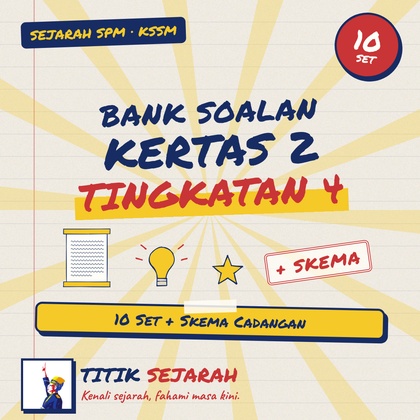 SEJARAH SPM · KSSM
10
SET
BANK SOALAN
KERTAS 2
TINGKATAN 4
+ SKEMA
10 SET + SKEMA CADANGAN
TITIK SEJARAH
Kenali sejarah, fahami masa kini.